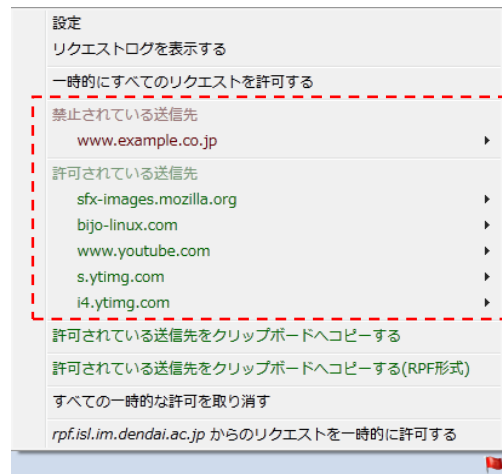 設定
リクエストログを表示する
一時的にすべてのリクエストを許可する
禁止されている送信先
www.example.co.jp
許可されている送信先
sfx-images.mozilla.org
bijo-linux.com
www.youtube.com
s.ytimg.com
i4.ytimg.com
許可されている送信先をクリップボードへコピーする
許可されている送信先をクリップボードへコピーする(RPF形式)
すべての一時的な許可を取り消す
rpf.isl.im.dendai.ac.jp からのリクエストを一時的に許可する